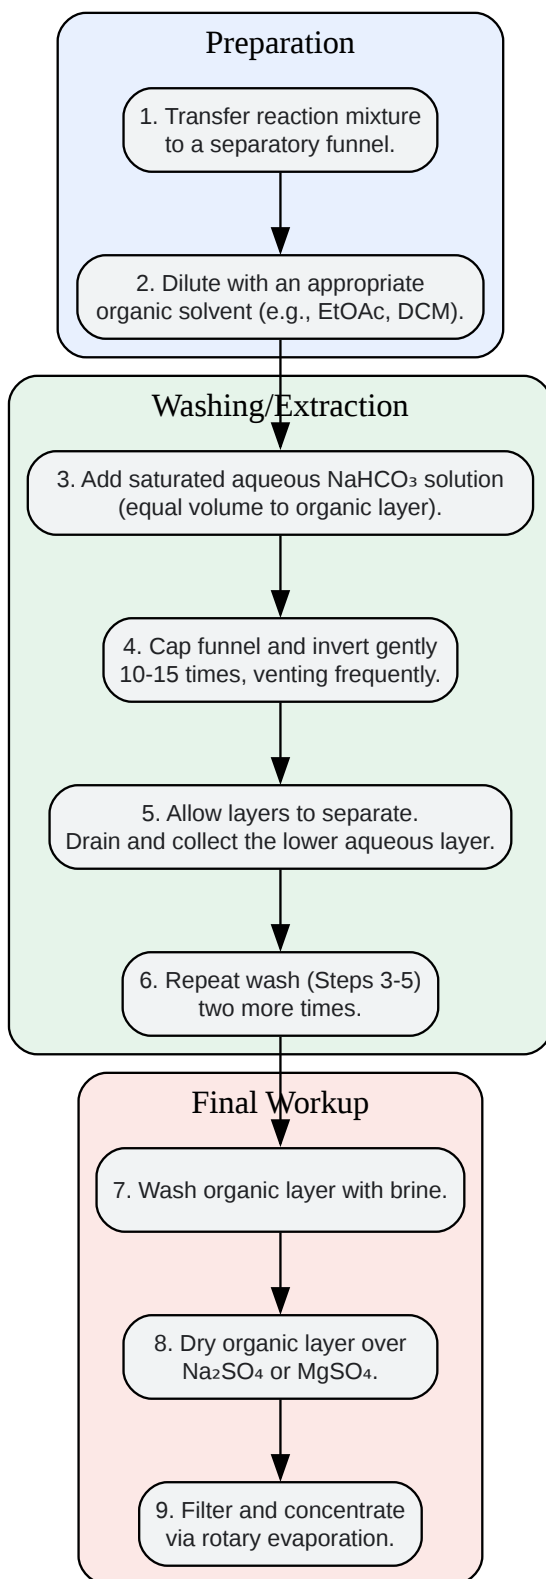 Preparation
1. Transfer reaction mixture
to a separatory funnel.
2. Dilute with an appropriate
organic solvent (e.g., EtOAc, DCM).
Washing/Extraction
3. Add saturated aqueous NaHCO₃ solution
(equal volume to organic layer).
4. Cap funnel and invert gently
10-15 times, venting frequently.
5. Allow layers to separate.
Drain and collect the lower aqueous layer.
6. Repeat wash (Steps 3-5)
two more times.
Final Workup
7. Wash organic layer with brine.
8. Dry organic layer over
Na₂SO₄ or MgSO₄.
9. Filter and concentrate
via rotary evaporation.